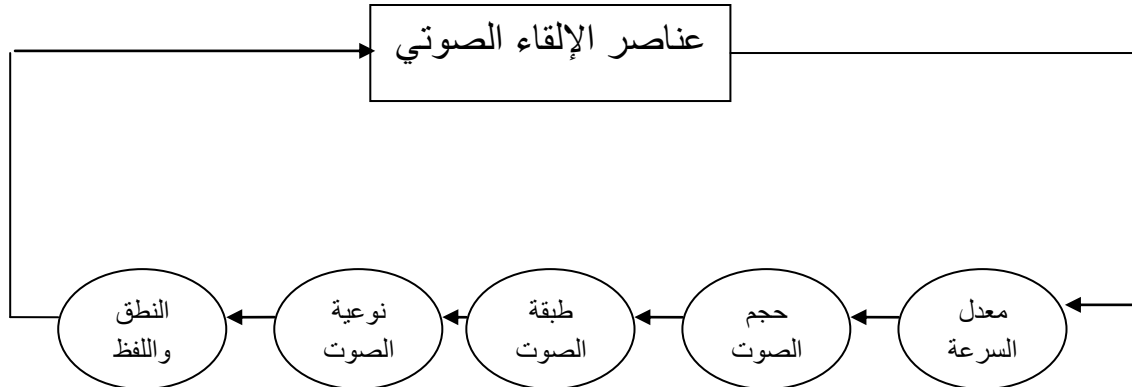 عناصر الإلقاء الصوتي
معدل
السرعة
حجم
الصوت
طبقة
الصوت
نوعية
الصوت
النطق
واللفظ